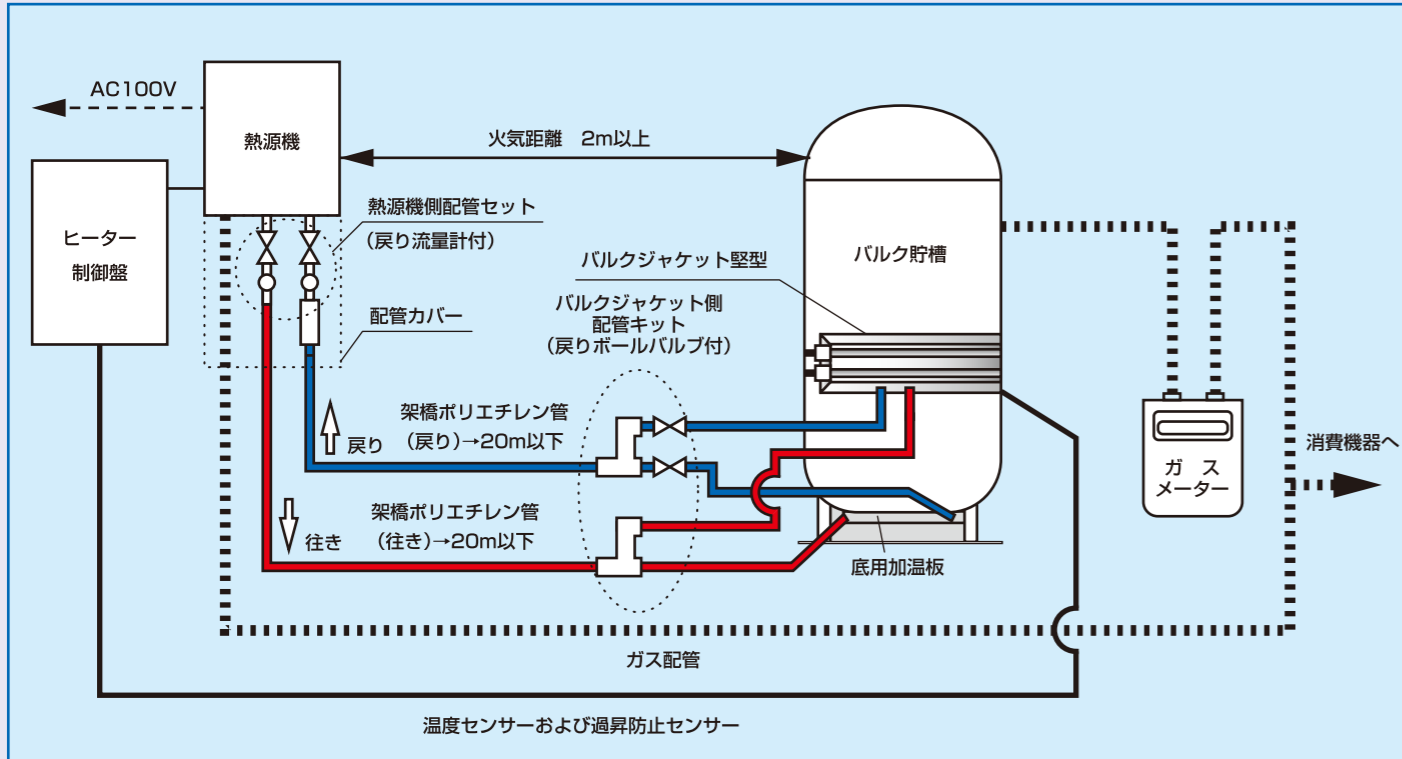 AC100V
熱源機
火気距離 2m以上
ヒーター
制御盤
熱源機側配管セット
(戻り流量計付)
バルク貯槽
バルクジャケット堅型
バルクジャケット側
配管キット
(戻りボールバルブ付)
配管カバー
架橋ポリエチレン管
(戻り)→20m以下
戻り
架橋ポリエチレン管
(往き)→20m以下
往き
底用加温板
ガス
メーター
消費機器へ
ガス配管
温度センサーおよび過昇防止センサー